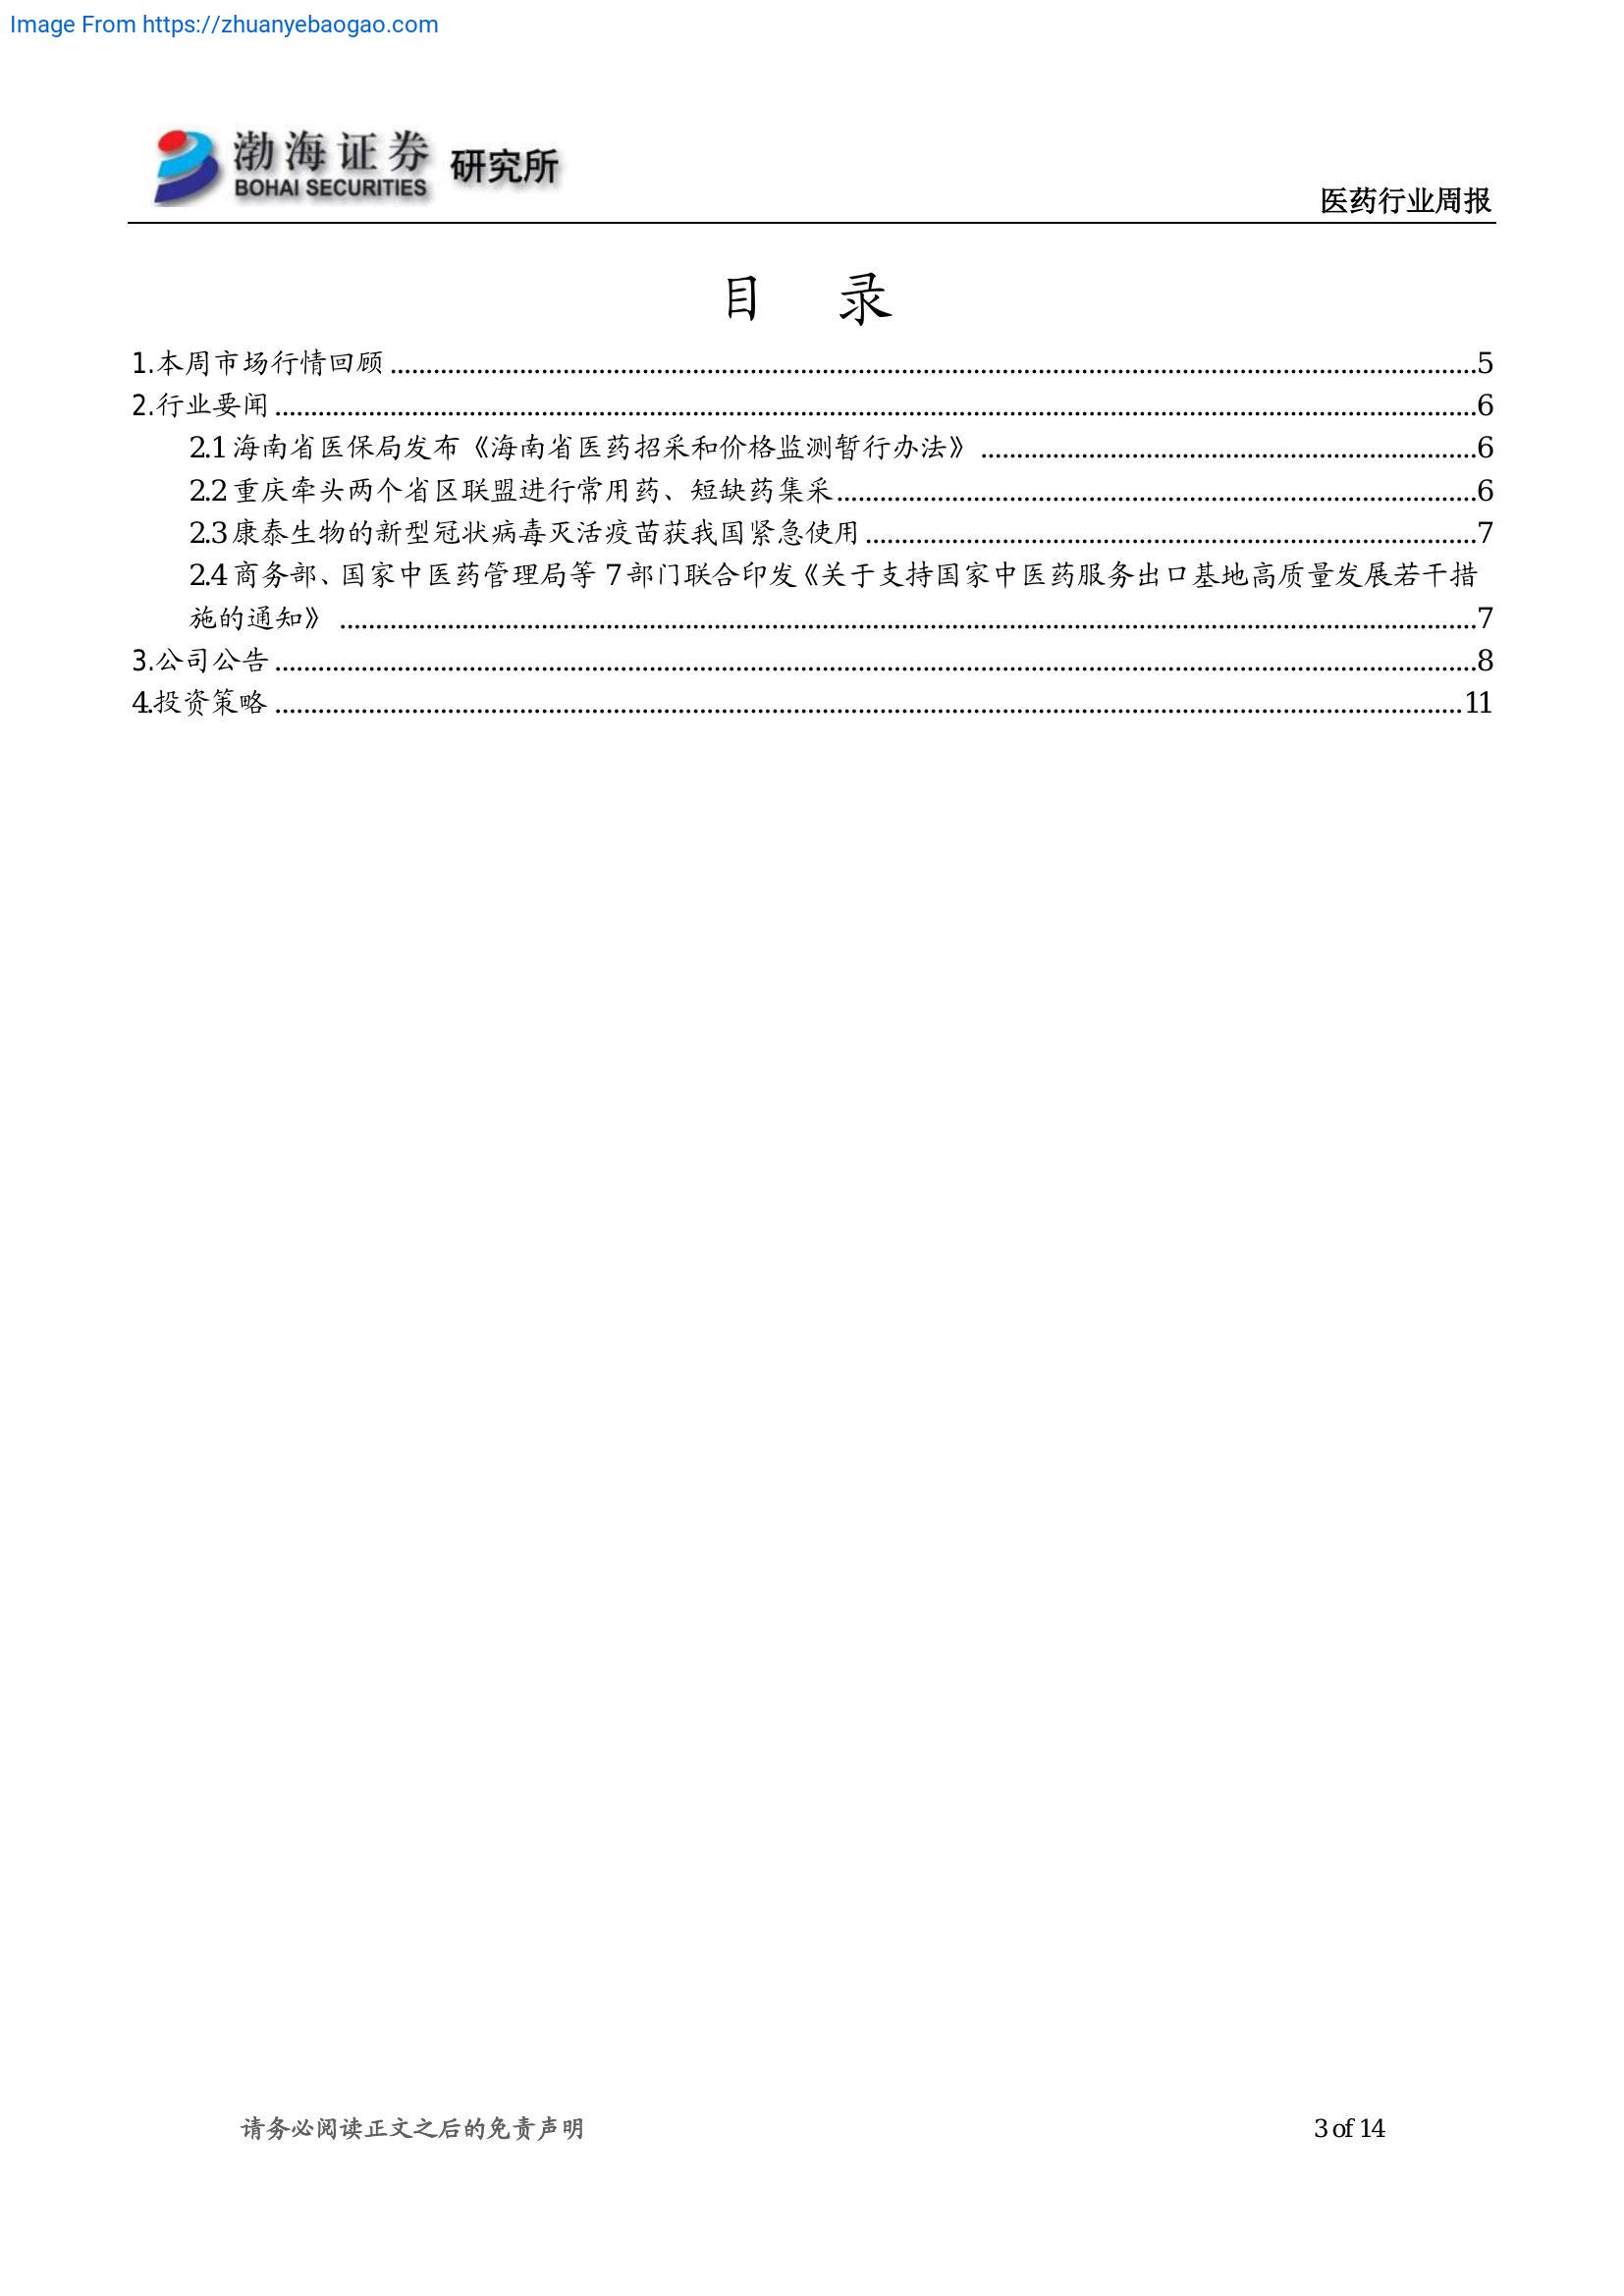 Image From https://zhuanyebaogao.com
渤海证券 研究所
BOHAI SECURITIES
医药行业周报
目 录
1.本周市场行情回顾 ........ 5
2.行业要闻 ........ 6
2.1 海南省医保局发布《海南省医药招采和价格监测暂行办法》 ........ 6
2.2 重庆牵头两个省区联盟进行常用药、短缺药集采 ........ 6
2.3 康泰生物的新型冠状病毒灭活疫苗获我国紧急使用 ........ 7
2.4 商务部、国家中医药管理局等 7 部门联合印发《关于支持国家中医药服务出口基地高质量发展若干措
施的通知》 ........ 7
3.公司公告 ........ 8
4.投资策略 ........ 11
请务必阅读正文之后的免责声明 3 of 14